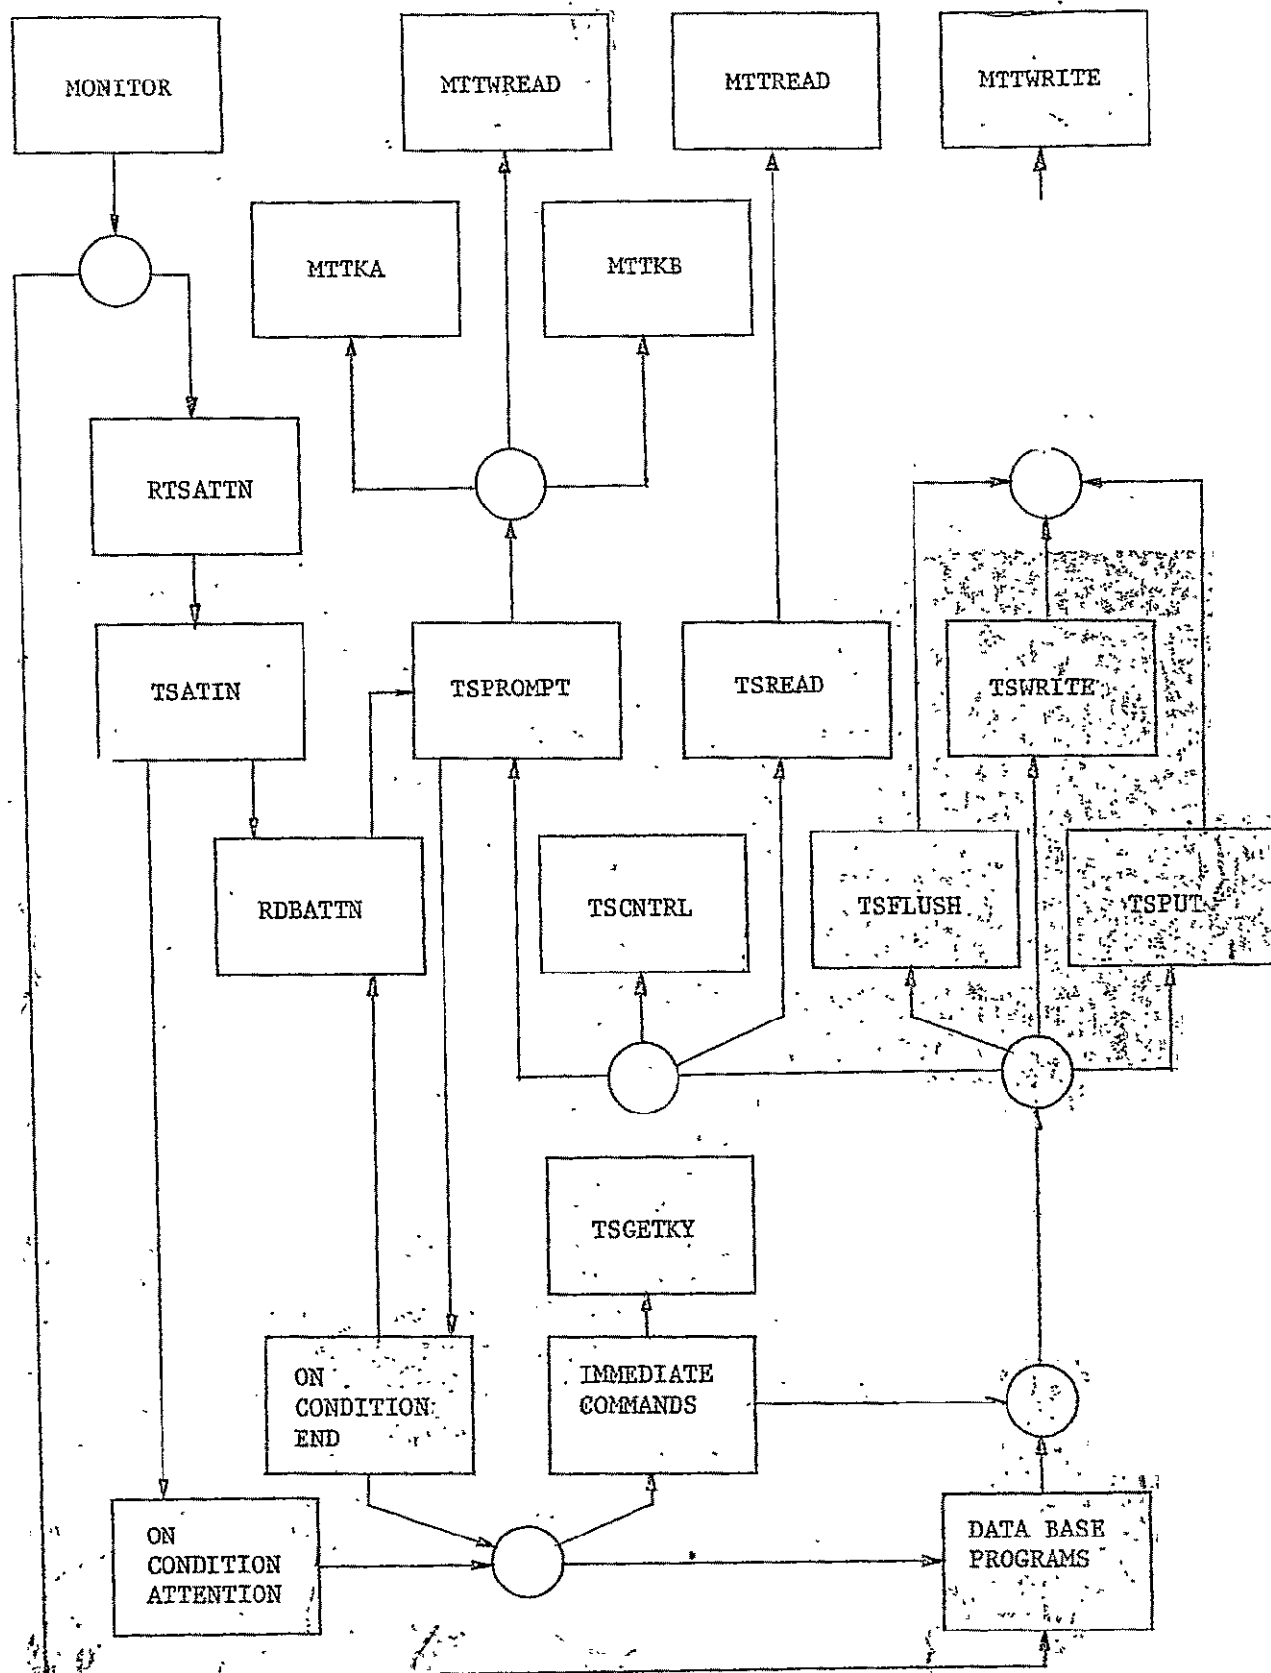 MONITOR
MTTWREAD
MTTREAD
MTTWRITE
MTTKA
MTTKB
RTSATTN
TSATIN
TSPROMPT
TSREAD
TSWRITE
RDBATTN
TSCNTRL
TSFLUSH
TSPUT
TSGETKY
ON
CONDITION
END
IMMEDIATE
COMMANDS
ON
CONDITION
ATTENTION
DATA BASE
PROGRAMS